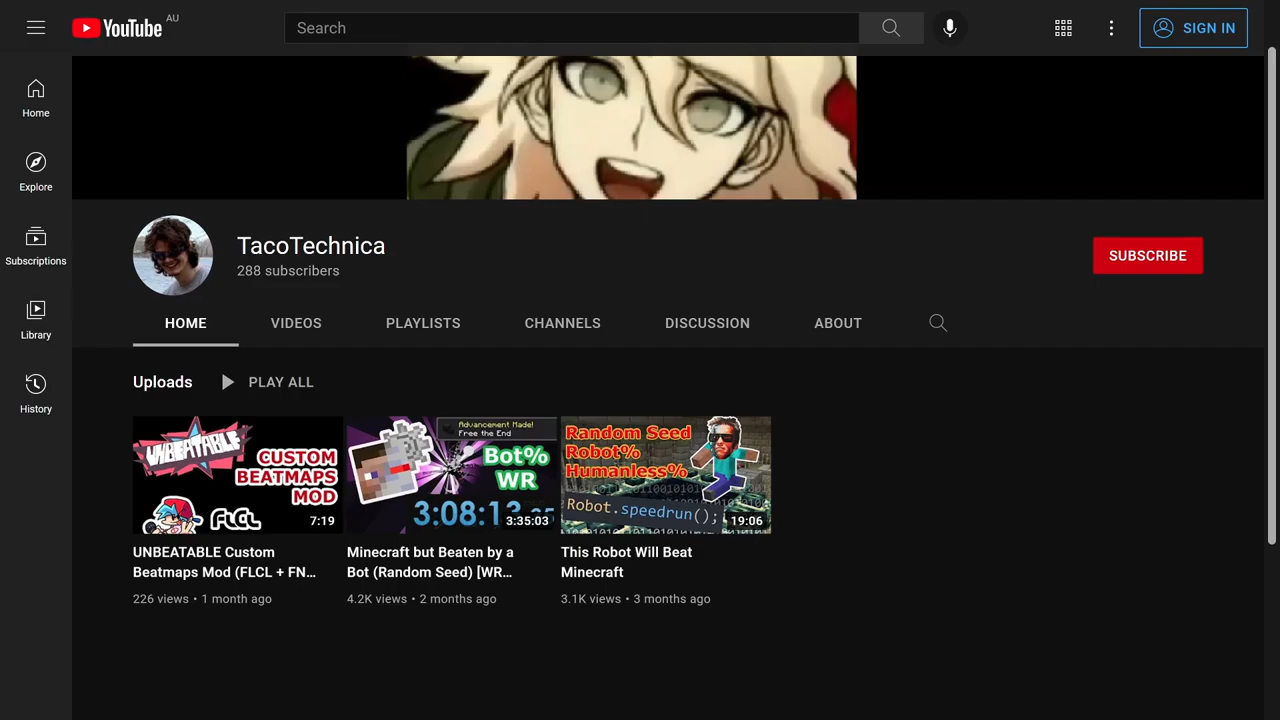 YouTube AU
Search
SIGN IN
Home
Explore
Subscriptions
Library
History
TacoTechnica
288 subscribers
SUBSCRIBE
HOME VIDEOS PLAYLISTS CHANNELS DISCUSSION ABOUT
Uploads PLAY ALL
UNBEATABLE
CUSTOM
BEATMAPS
MOD
FLCL
7:19
Advancement Made!
Free the End
Bot%
WR
3:08:13
3:35:03
Random Seed
Robot%
Humanless%
Robot.speedrun();
19:06
UNBEATABLE Custom
Beatmaps Mod (FLCL + FN...
226 views • 1 month ago
Minecraft but Beaten by a
Bot (Random Seed) [WR...
4.2K views • 2 months ago
This Robot Will Beat
Minecraft
3.1K views • 3 months ago